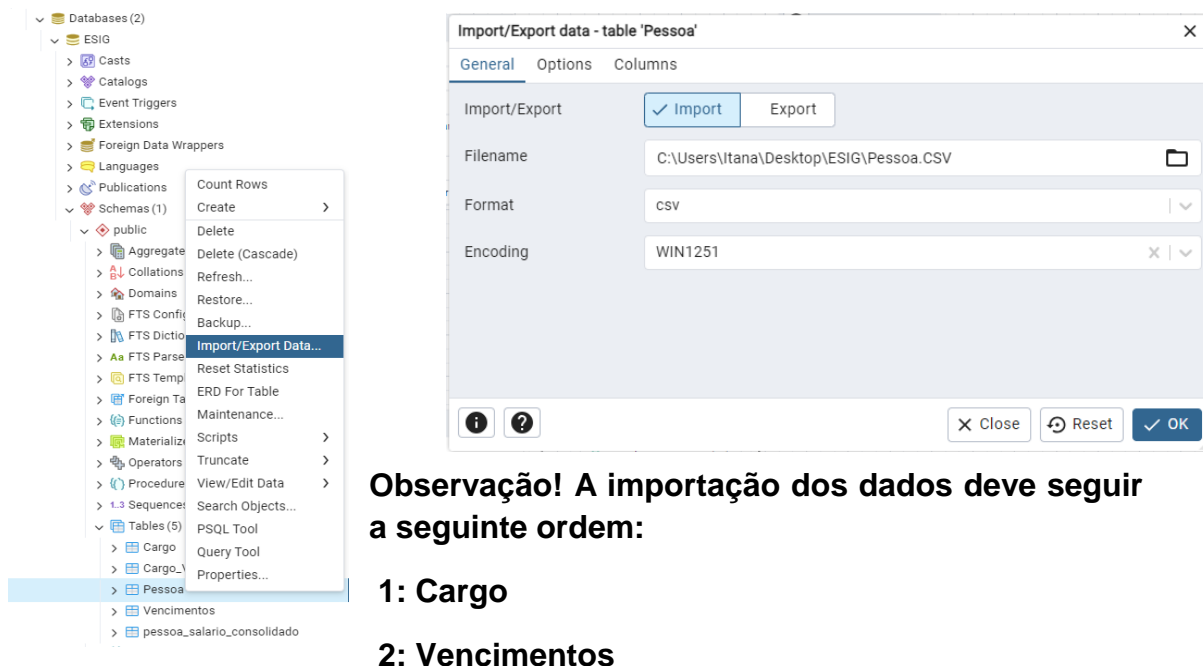 Databases (2)
ESIG
Casts
Catalogs
Event Triggers
Extensions
Foreign Data Wrappers
Languages
Publications
Schemas (1)
public
Aggregate
Collations
Domains
FTS Config
FTS Dictio
Aa FTS Parse
FTS Temp
Foreign Ta
Functions
Materialize
Operators
Procedure
1..3 Sequences
Tables (5)
Cargo
Cargo_V
Pessoa
Vencimentos
pessoa_salario_consolidado
Count Rows
Create
Delete
Delete (Cascade)
Refresh...
Restore...
Backup...
Import/Export Data...
Reset Statistics
ERD For Table
Maintenance...
Scripts
Truncate
View/Edit Data
Search Objects...
PSQL Tool
Query Tool
Properties...
Import/Export data - table 'Pessoa'
General Options Columns
Import/Export Import Export
Filename C:\Users\Itana\Desktop\ESIG\Pessoa.CSV
Format csv
Encoding WIN1251
Close Reset OK
Observação! A importação dos dados deve seguir
a seguinte ordem:
1: Cargo
2: Vencimentos